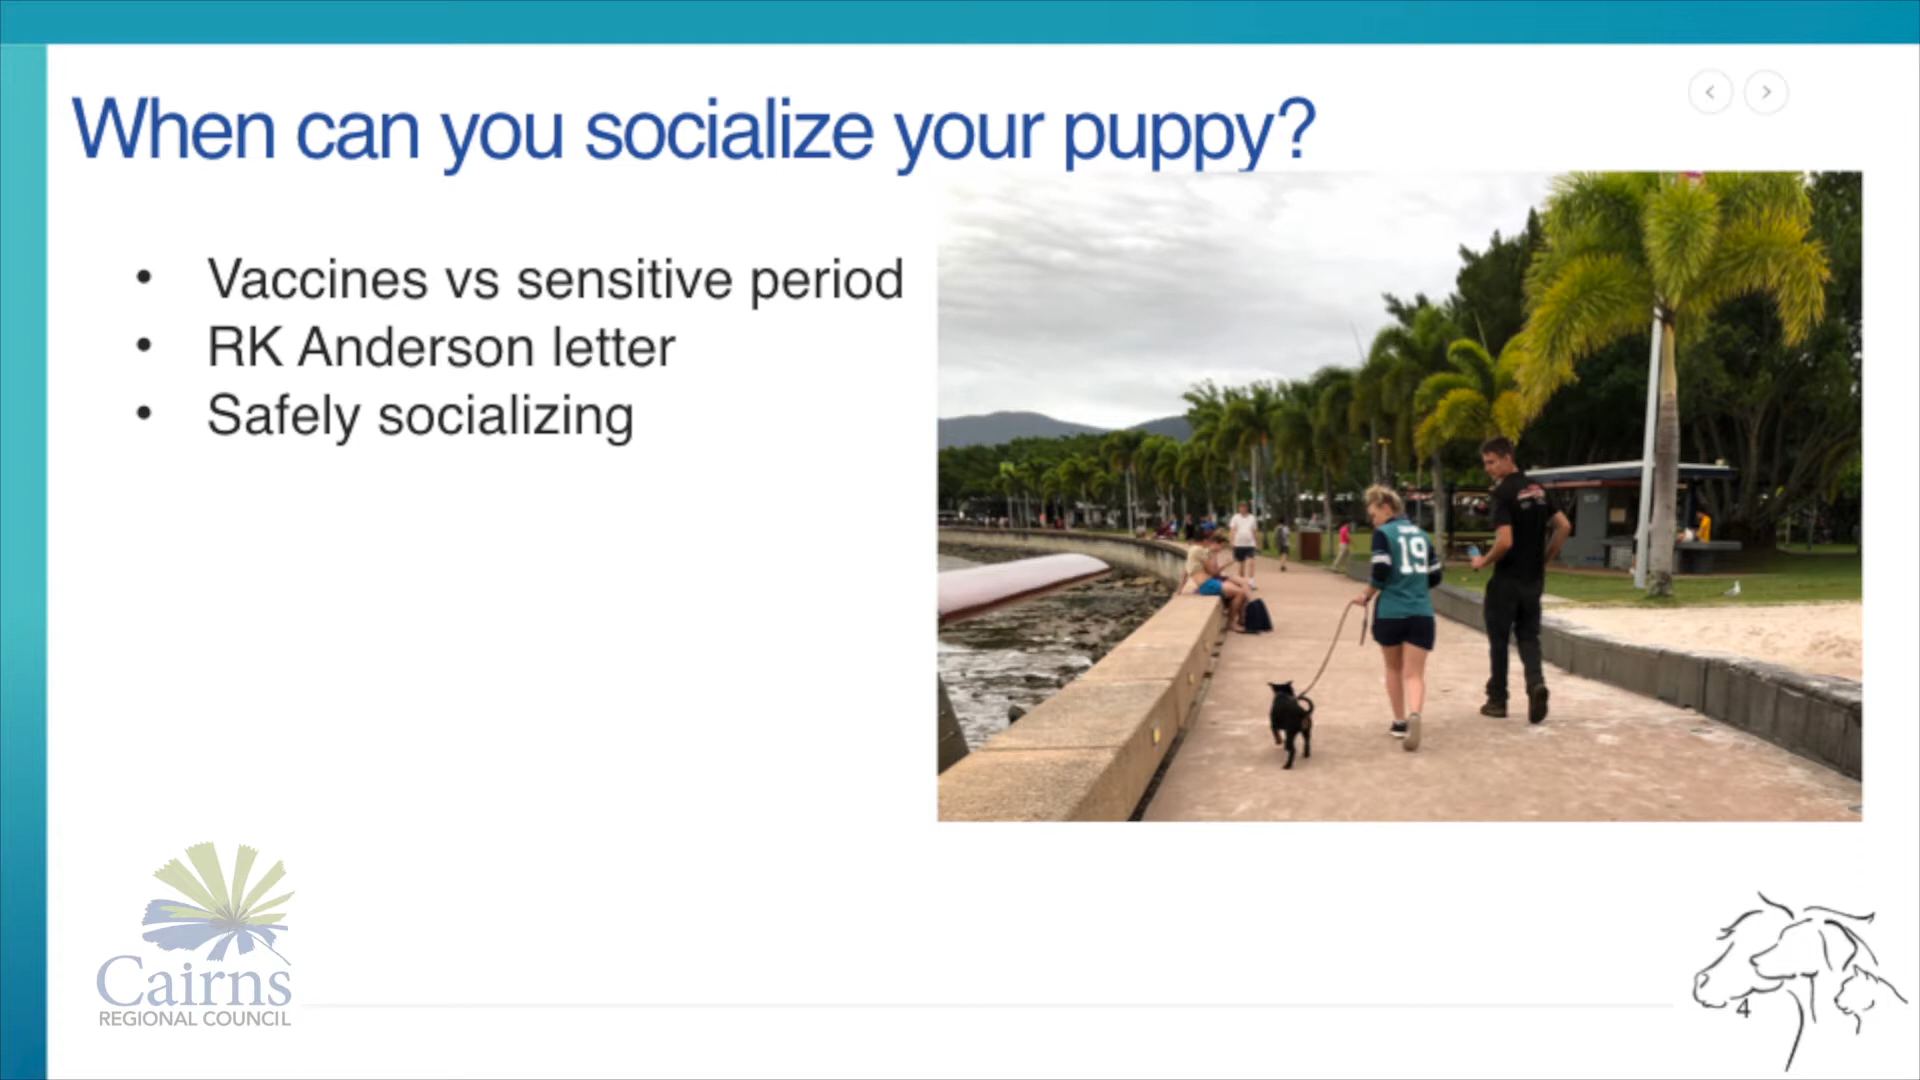 When can you socialize your puppy?
• Vaccines vs sensitive period
• RK Anderson letter
• Safely socializing
19
Cairns
REGIONAL COUNCIL
4